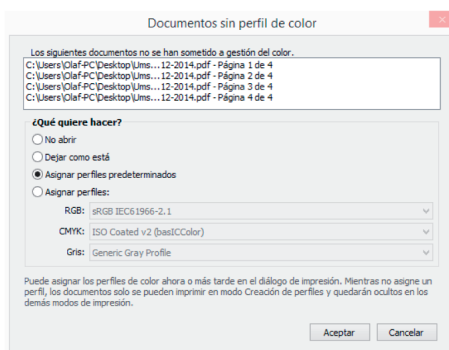 Documentos sin perfil de color
Los siguientes documentos no se han sometido a gestión del color.
C:\Users\Olaf-PC\Desktop\Ums...12-2014.pdf - Página 1 de 4
C:\Users\Olaf-PC\Desktop\Ums...12-2014.pdf - Página 2 de 4
C:\Users\Olaf-PC\Desktop\Ums...12-2014.pdf - Página 3 de 4
C:\Users\Olaf-PC\Desktop\Ums...12-2014.pdf - Página 4 de 4
¿Qué quiere hacer?
No abrir
Dejar como está
Asignar perfiles predeterminados
Asignar perfiles:
RGB: sRGB IEC61966-2.1
CMYK: ISO Coated v2 (basICColor)
Gris: Generic Gray Profile
Puede asignar los perfiles de color ahora o más tarde en el diálogo de impresión. Mientras no asigne un
perfil, los documentos solo se pueden imprimir en modo Creación de perfiles y quedarán ocultos en los
demás modos de impresión.
Aceptar Cancelar